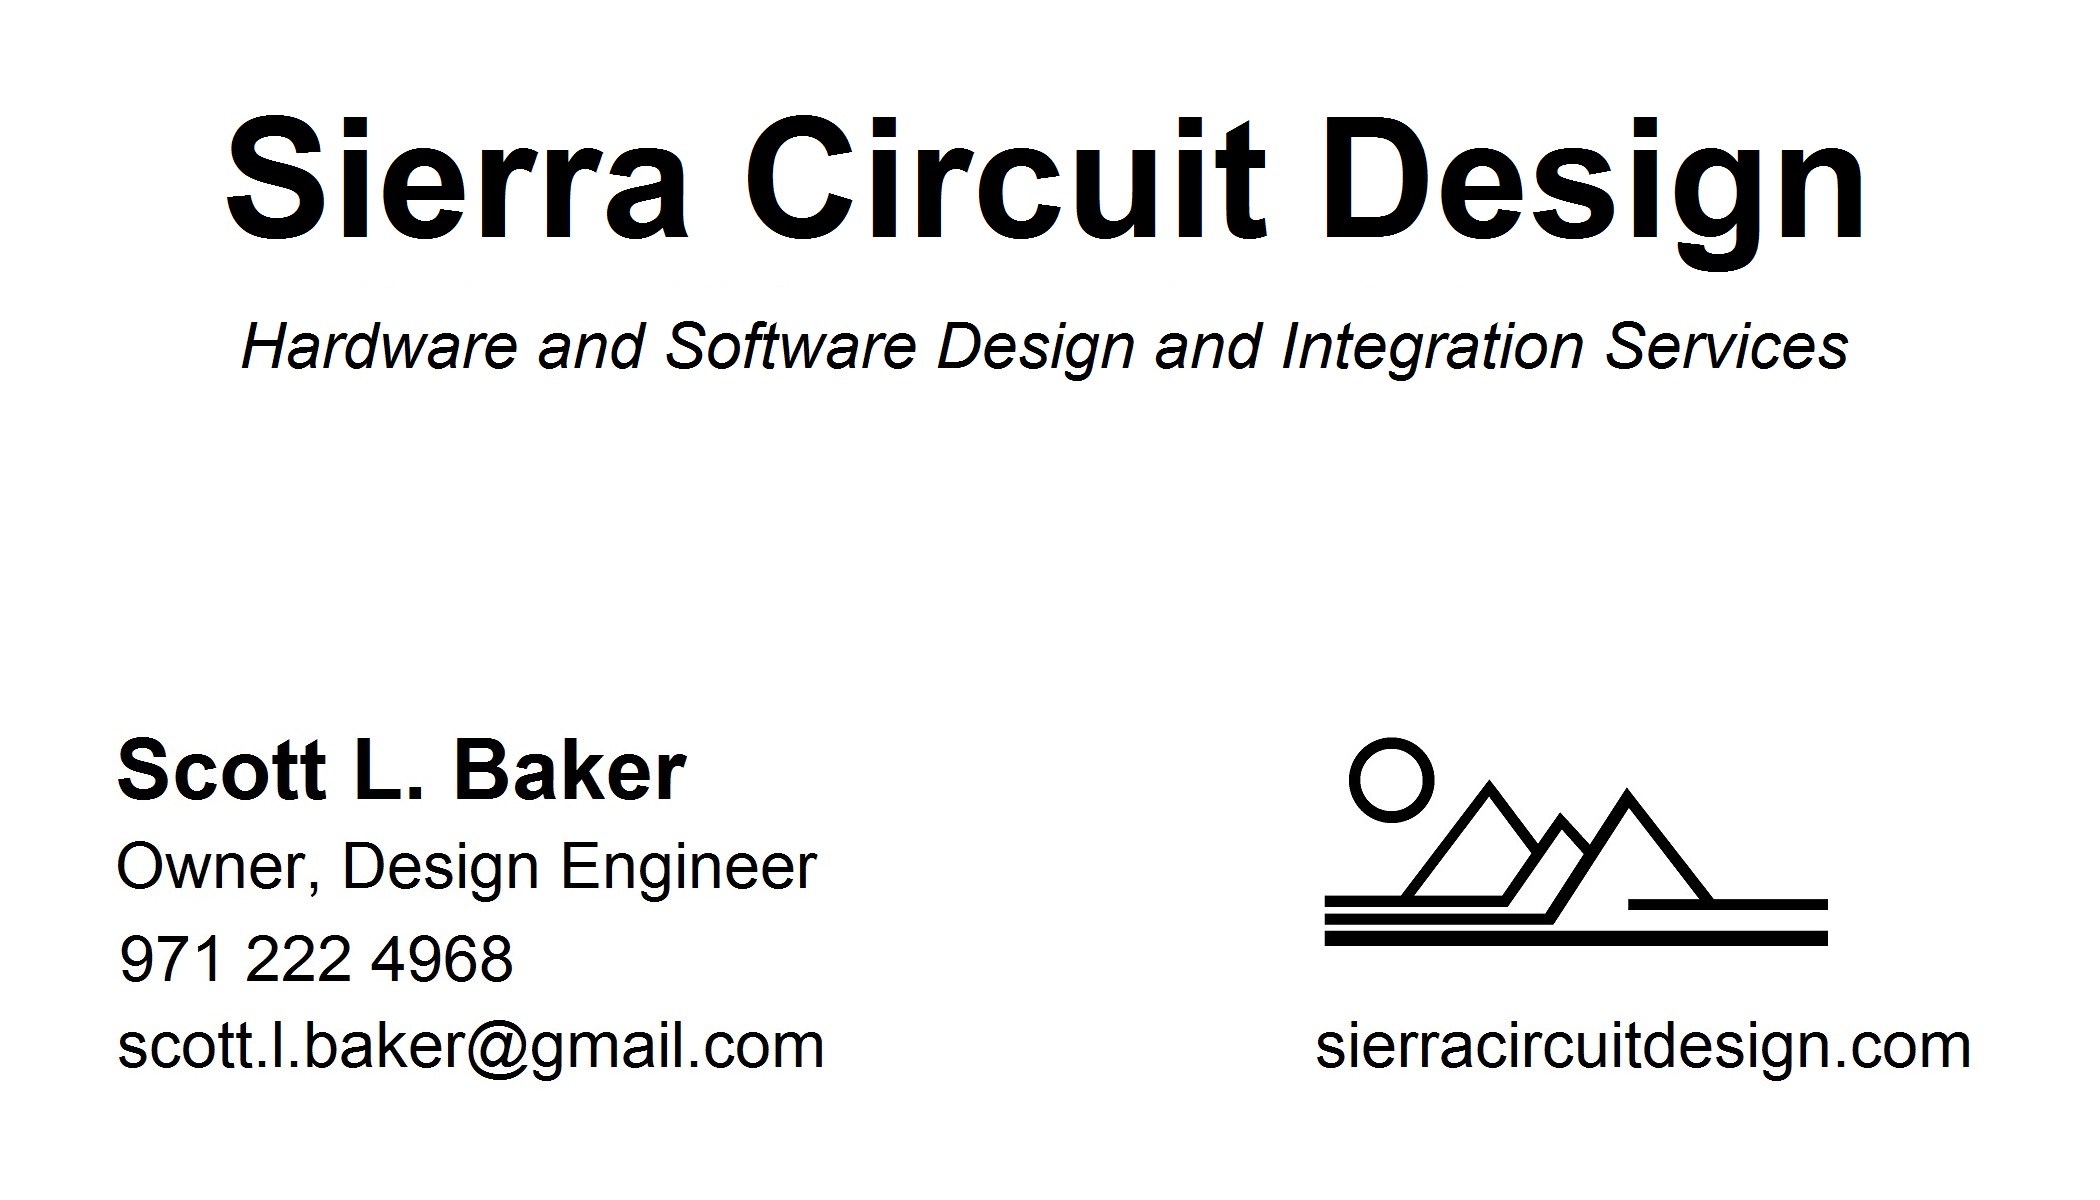 Sierra Circuit Design
Hardware and Software Design and Integration Services
Scott L. Baker
Owner, Design Engineer
971 222 4968
scott.l.baker@gmail.com
sierracircuitdesign.com